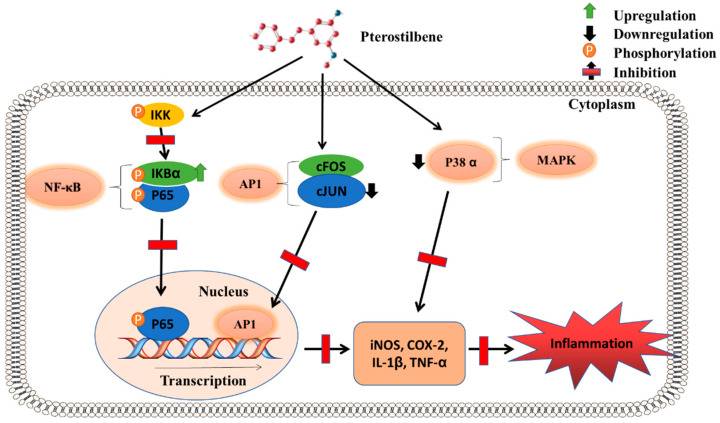 Pterostilbene
Upregulation
Downregulation
P Phosphorylation
Inhibition
Cytoplasm
P IKK
NF-κB
P IKBα
P P65
AP1
cFOS
cJUN
P38 α
MAPK
Nucleus
P P65
AP1
Transcription
iNOS, COX-2,
IL-1β, TNF-α
Inflammation